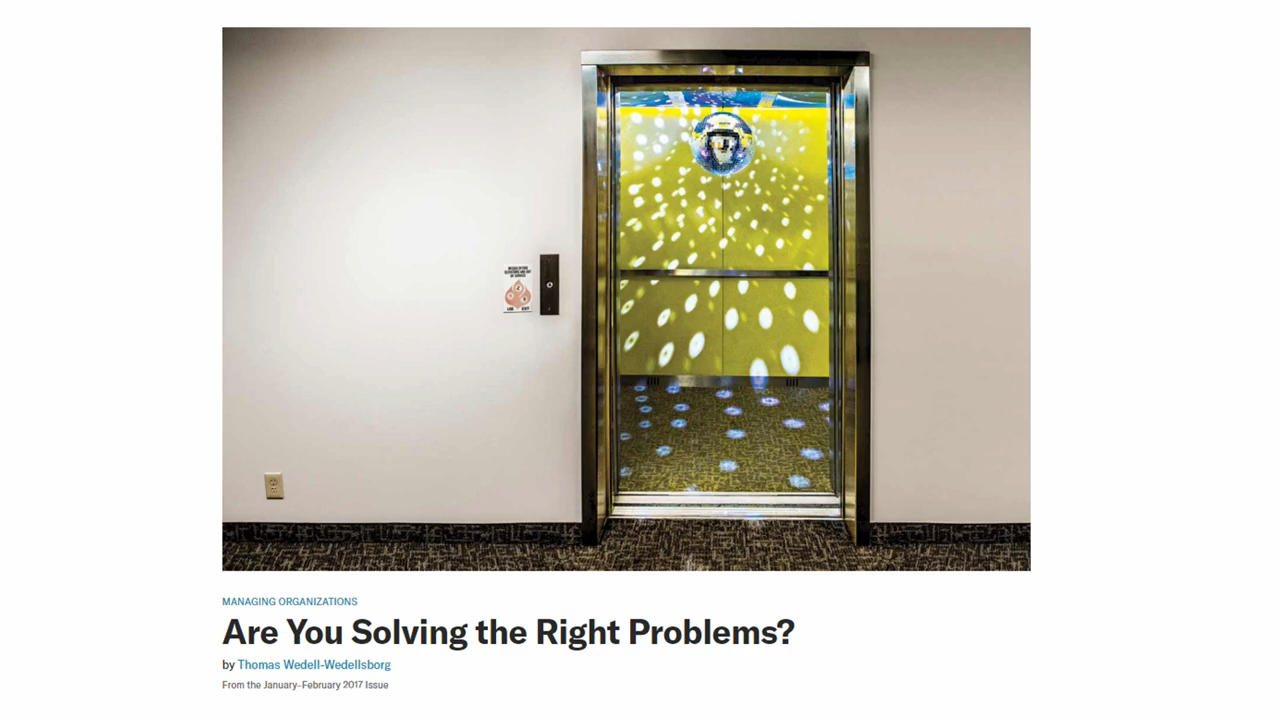 MANAGING ORGANIZATIONS
Are You Solving the Right Problems?
by Thomas Wedell-Wedellsborg
From the January–February 2017 Issue